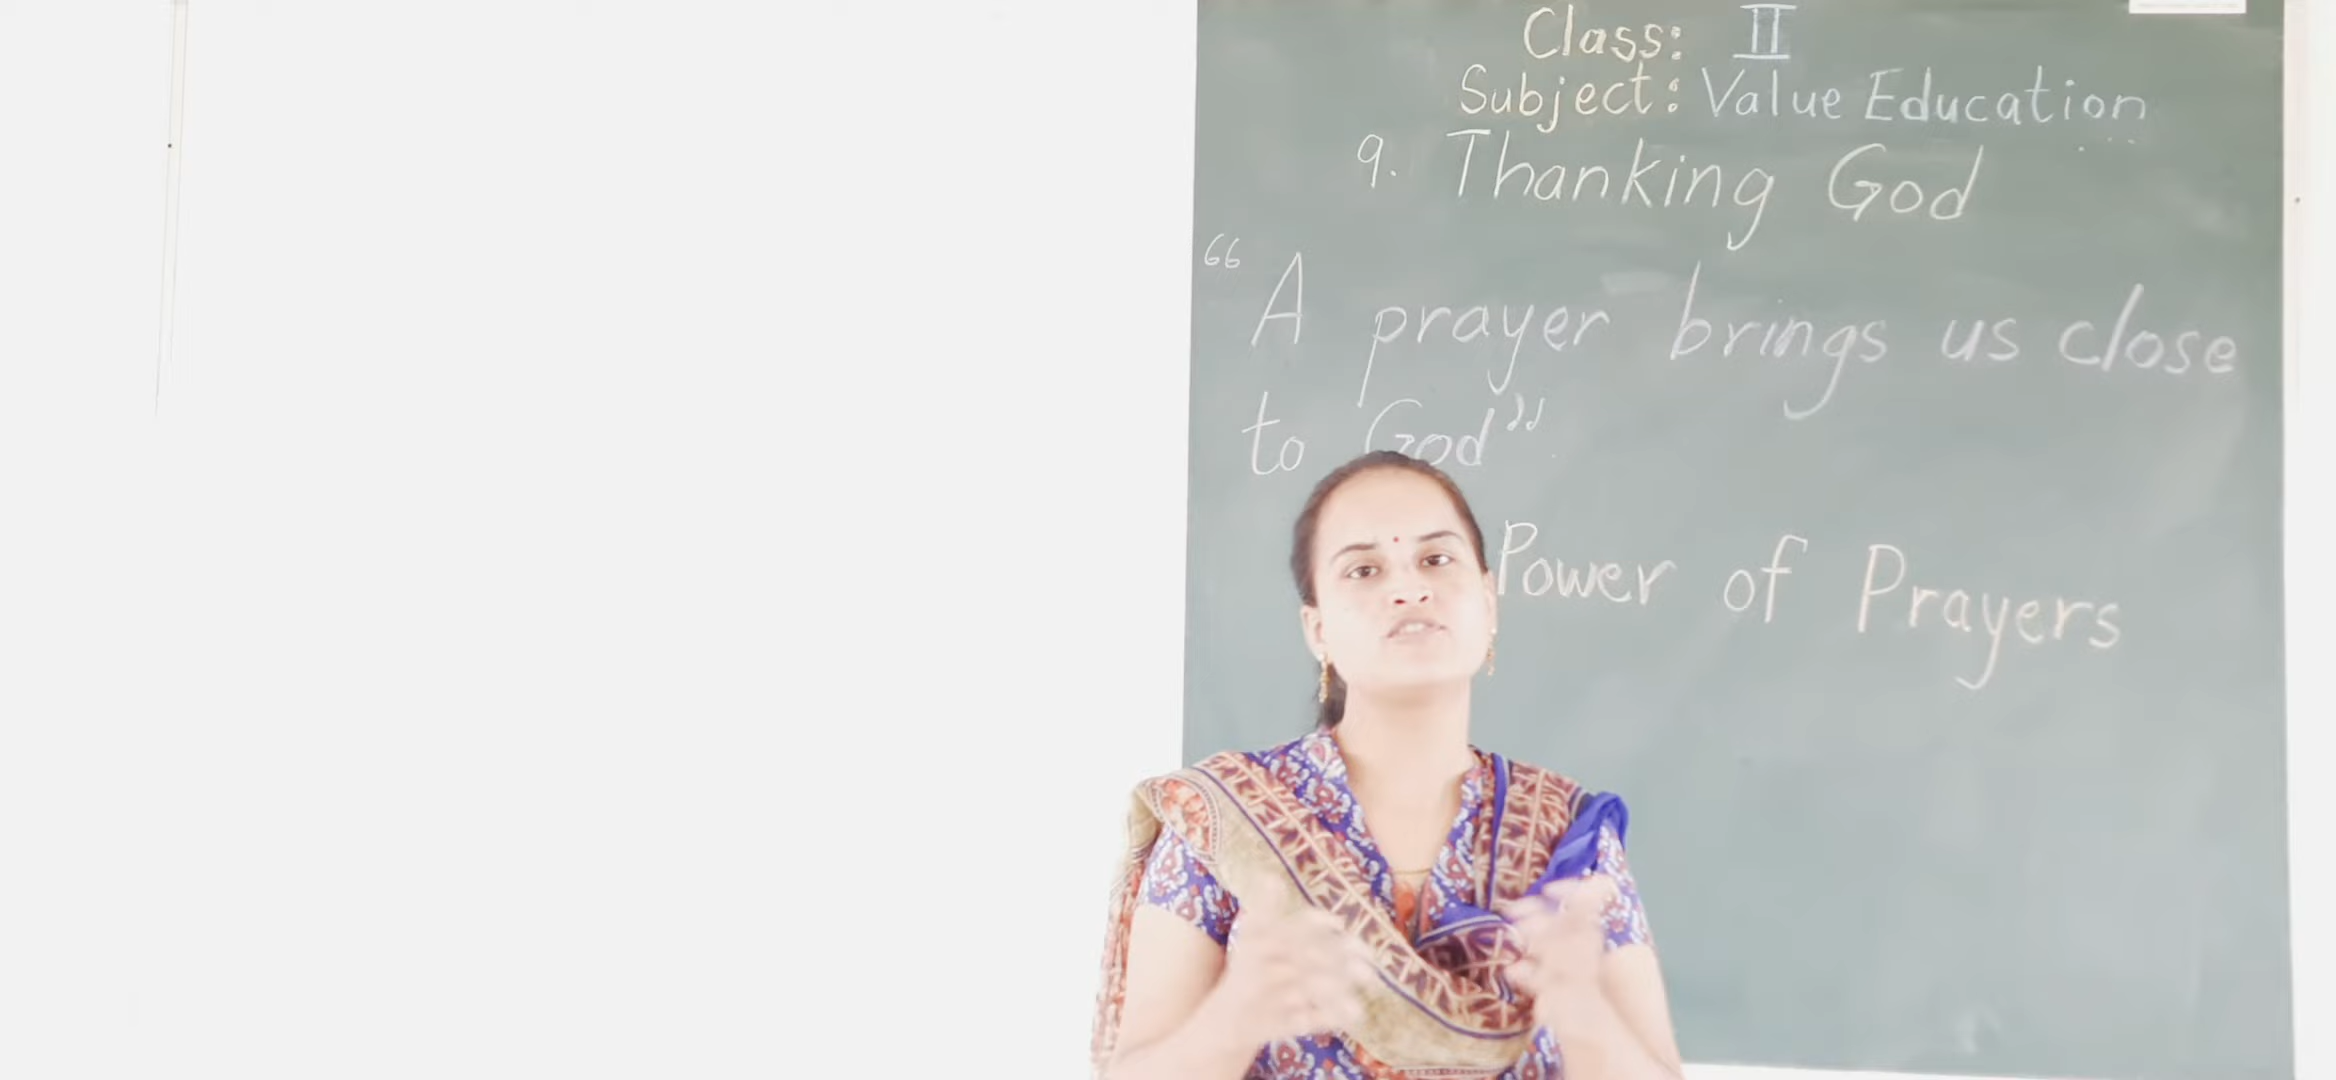 Class: II
Subject: Value Education
9. Thanking God
“A prayer brings us close
to God”
Power of Prayers